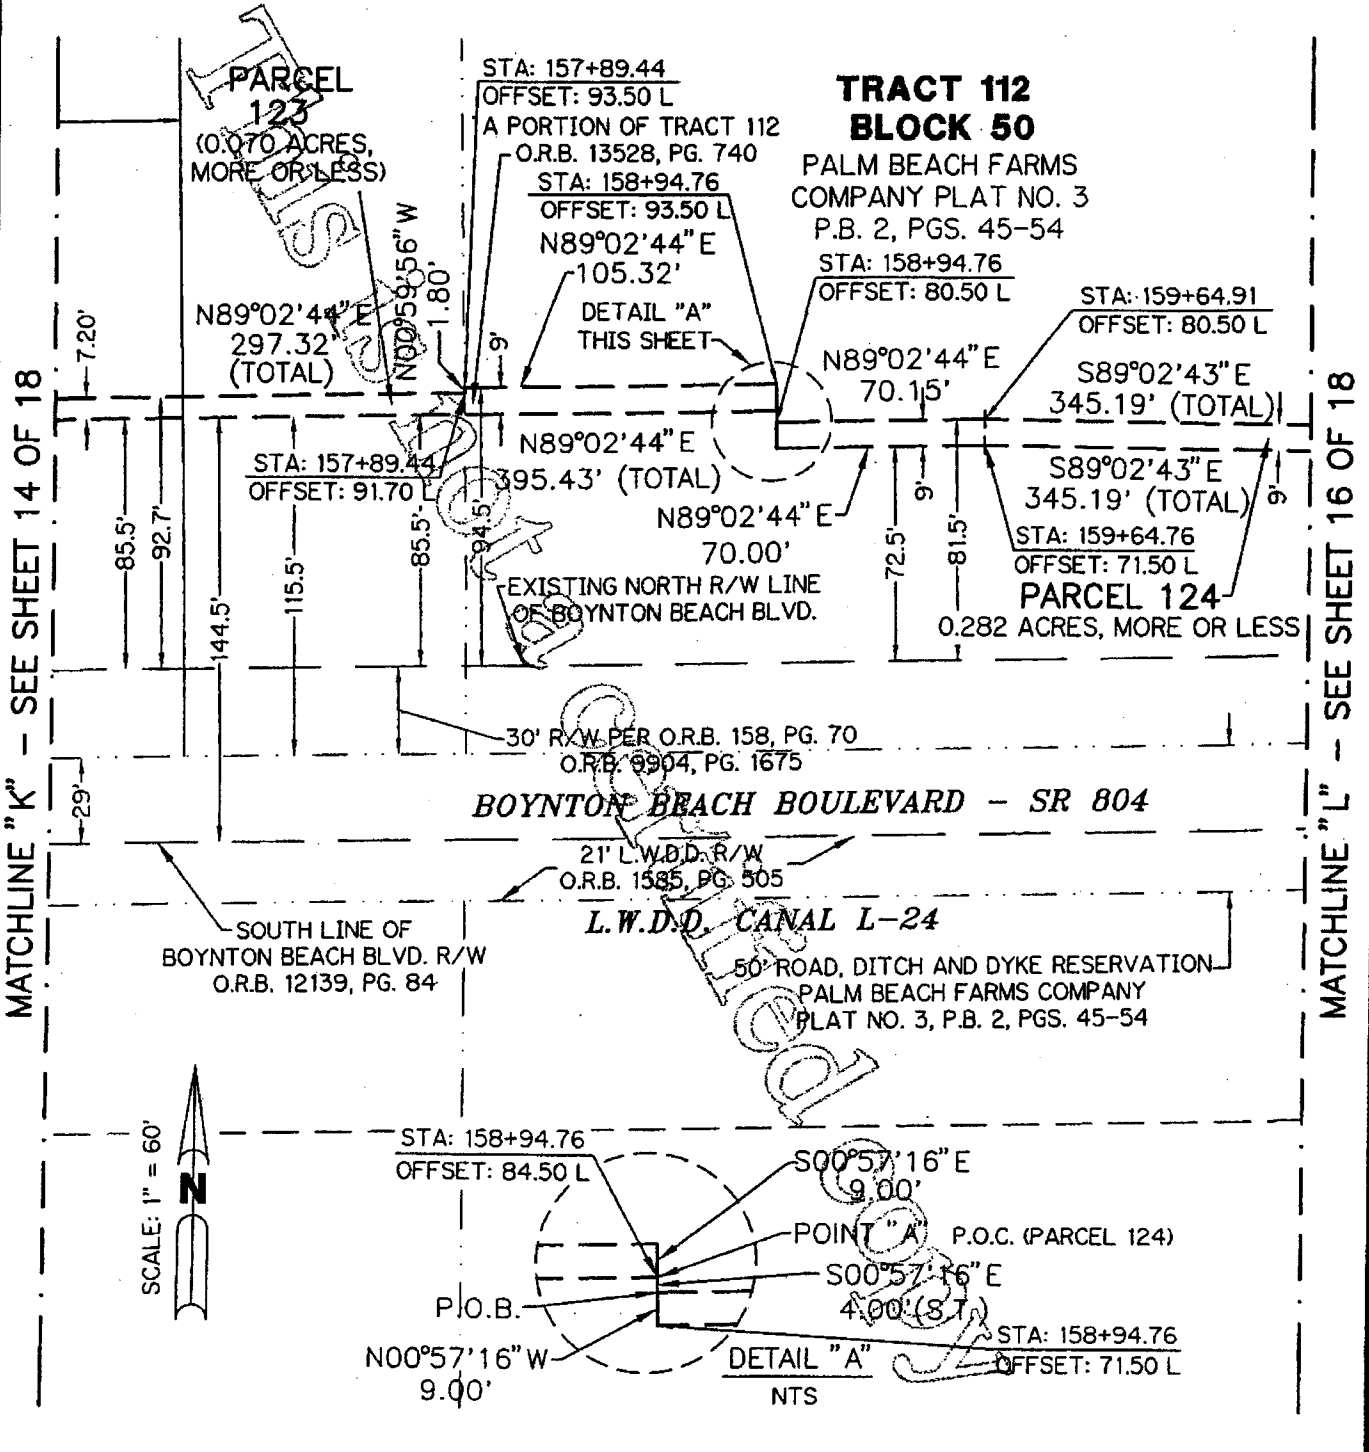 PARCEL
123
(0.070 ACRES,
MORE OR LESS)
STA: 157+89.44
OFFSET: 93.50 L
A PORTION OF TRACT 112
O.R.B. 13528, PG. 740
STA: 158+94.76
OFFSET: 93.50 L
N89°02'44"E
105.32'
DETAIL "A"
THIS SHEET
TRACT 112
BLOCK 50
PALM BEACH FARMS
COMPANY PLAT NO. 3
P.B. 2, PGS. 45-54
STA: 158+94.76
OFFSET: 80.50 L
STA: 159+64.91
OFFSET: 80.50 L
N00°59'56"W
1.80'
N89°02'44"E
297.32'
(TOTAL)
7.20'
9'
N89°02'44"E
70.15'
S89°02'43"E
345.19' (TOTAL)
STA: 157+89.44
OFFSET: 91.70 L
N89°02'44"E
395.43' (TOTAL)
S89°02'43"E
345.19' (TOTAL)
9'
9'
N89°02'44"E
70.00'
STA: 159+64.76
OFFSET: 71.50 L
PARCEL 124
0.282 ACRES, MORE OR LESS
85.5'
92.7'
144.5'
115.5'
85.5'
94.5'
72.5'
81.5'
EXISTING NORTH R/W LINE
OF BOYNTON BEACH BLVD.
30' R/W PER O.R.B. 158, PG. 70
O.R.B. 9904, PG. 1675
29'
BOYNTON BEACH BOULEVARD - SR 804
21' L.W.D.D. R/W
O.R.B. 1585, PG. 505
L.W.D.D. CANAL L-24
SOUTH LINE OF
BOYNTON BEACH BLVD. R/W
O.R.B. 12139, PG. 84
50' ROAD, DITCH AND DYKE RESERVATION
PALM BEACH FARMS COMPANY
PLAT NO. 3, P.B. 2, PGS. 45-54
MATCHLINE "K" - SEE SHEET 14 OF 18
MATCHLINE "L" - SEE SHEET 16 OF 18
SCALE: 1" = 60'
N
STA: 158+94.76
OFFSET: 84.50 L
S00°57'16"E
9.00'
POINT "A" P.O.C. (PARCEL 124)
S00°57'16"E
4.00'(S.T.)
P.O.B.
N00°57'16"W
9.00'
STA: 158+94.76
OFFSET: 71.50 L
DETAIL "A"
NTS
This is not a certified copy